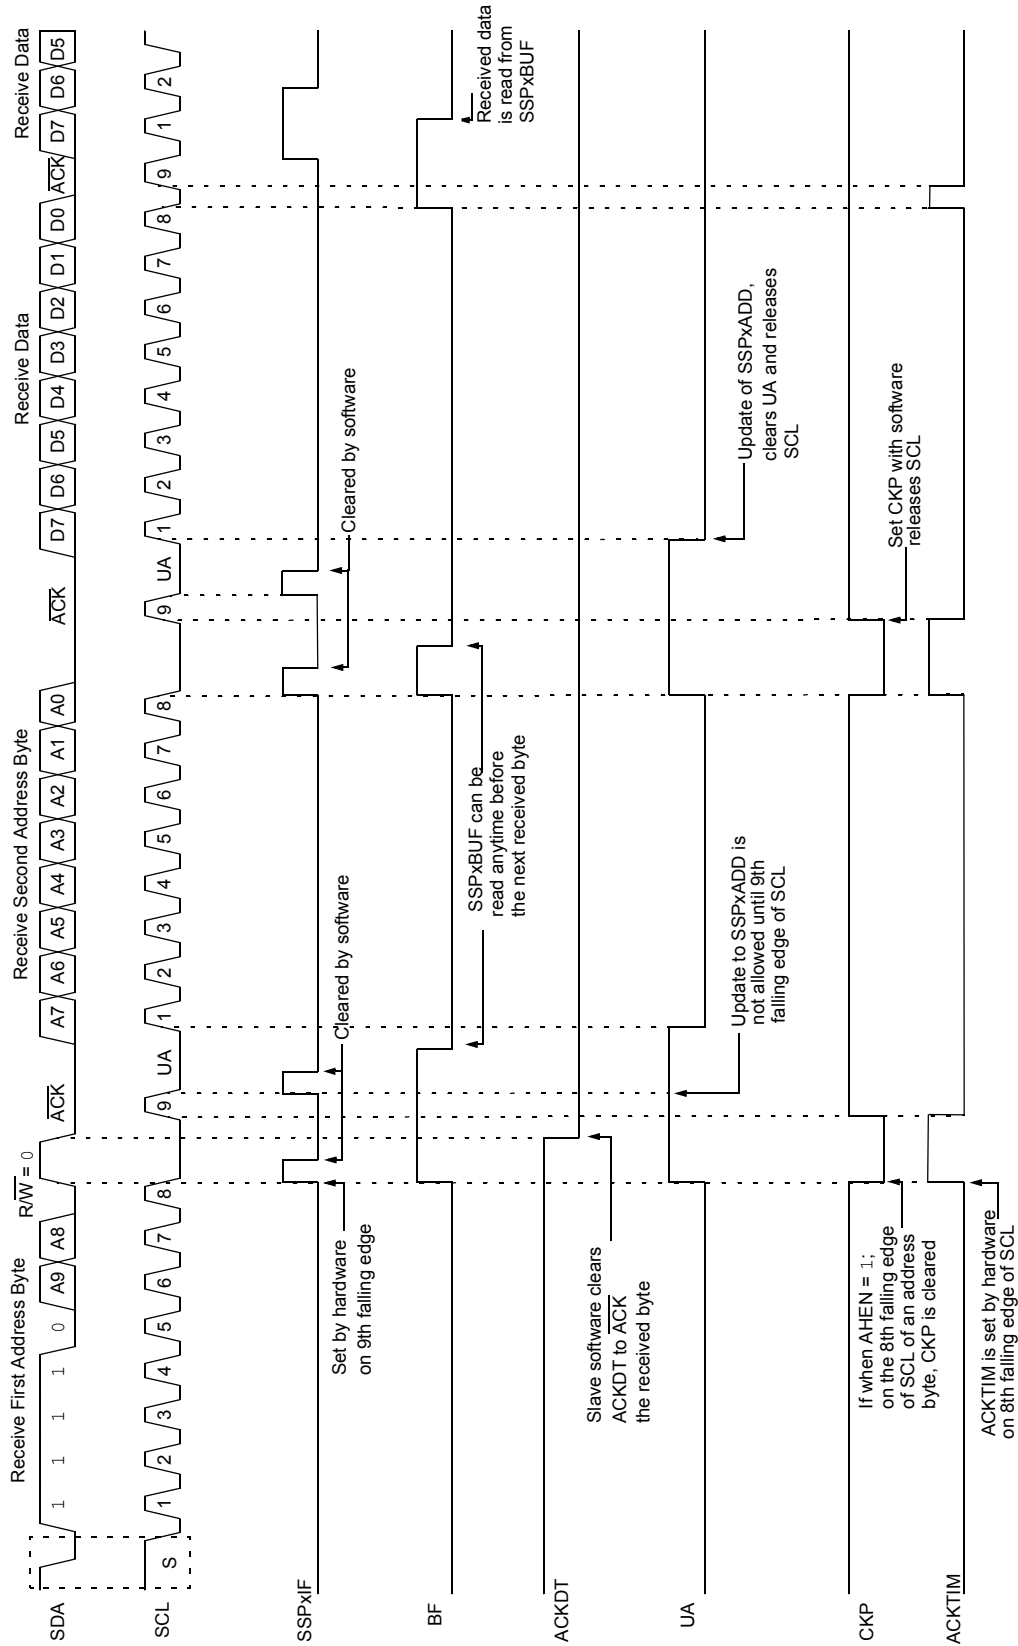 Receive First Address Byte
R/W = 0
Receive Second Address Byte
Receive Data
Receive Data
SDA
1 1 1 1 0 A9 A8
ACK
A7 A6 A5 A4 A3 A2 A1 A0
ACK
D7 D6 D5 D4 D3 D2 D1 D0
ACK
D7 D6 D5
SCL
S 1 2 3 4 5 6 7 8 9 UA 1 2 3 4 5 6 7 8 9 UA 1 2 3 4 5 6 7 8 9 1 2
SSPxIF
Set by hardware
on 9th falling edge
Cleared by software
Cleared by software
BF
SSPxBUF can be
read anytime before
the next received byte
Received data
is read from
SSPxBUF
ACKDT
Slave software clears
ACKDT to ACK
the received byte
UA
Update to SSPxADD is
not allowed until 9th
falling edge of SCL
Update of SSPxADD,
clears UA and releases
SCL
CKP
If when AHEN = 1;
on the 8th falling edge
of SCL of an address
byte, CKP is cleared
Set CKP with software
releases SCL
ACKTIM
ACKTIM is set by hardware
on 8th falling edge of SCL